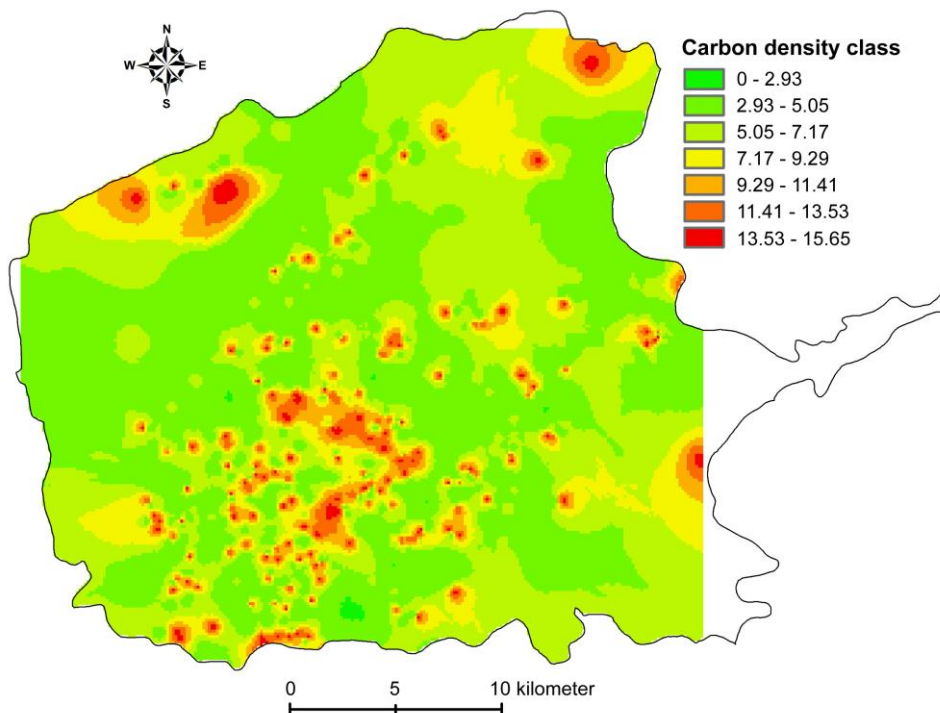 N
W E
S
Carbon density class
0 - 2.93
2.93 - 5.05
5.05 - 7.17
7.17 - 9.29
9.29 - 11.41
11.41 - 13.53
13.53 - 15.65
0 5 10 kilometer